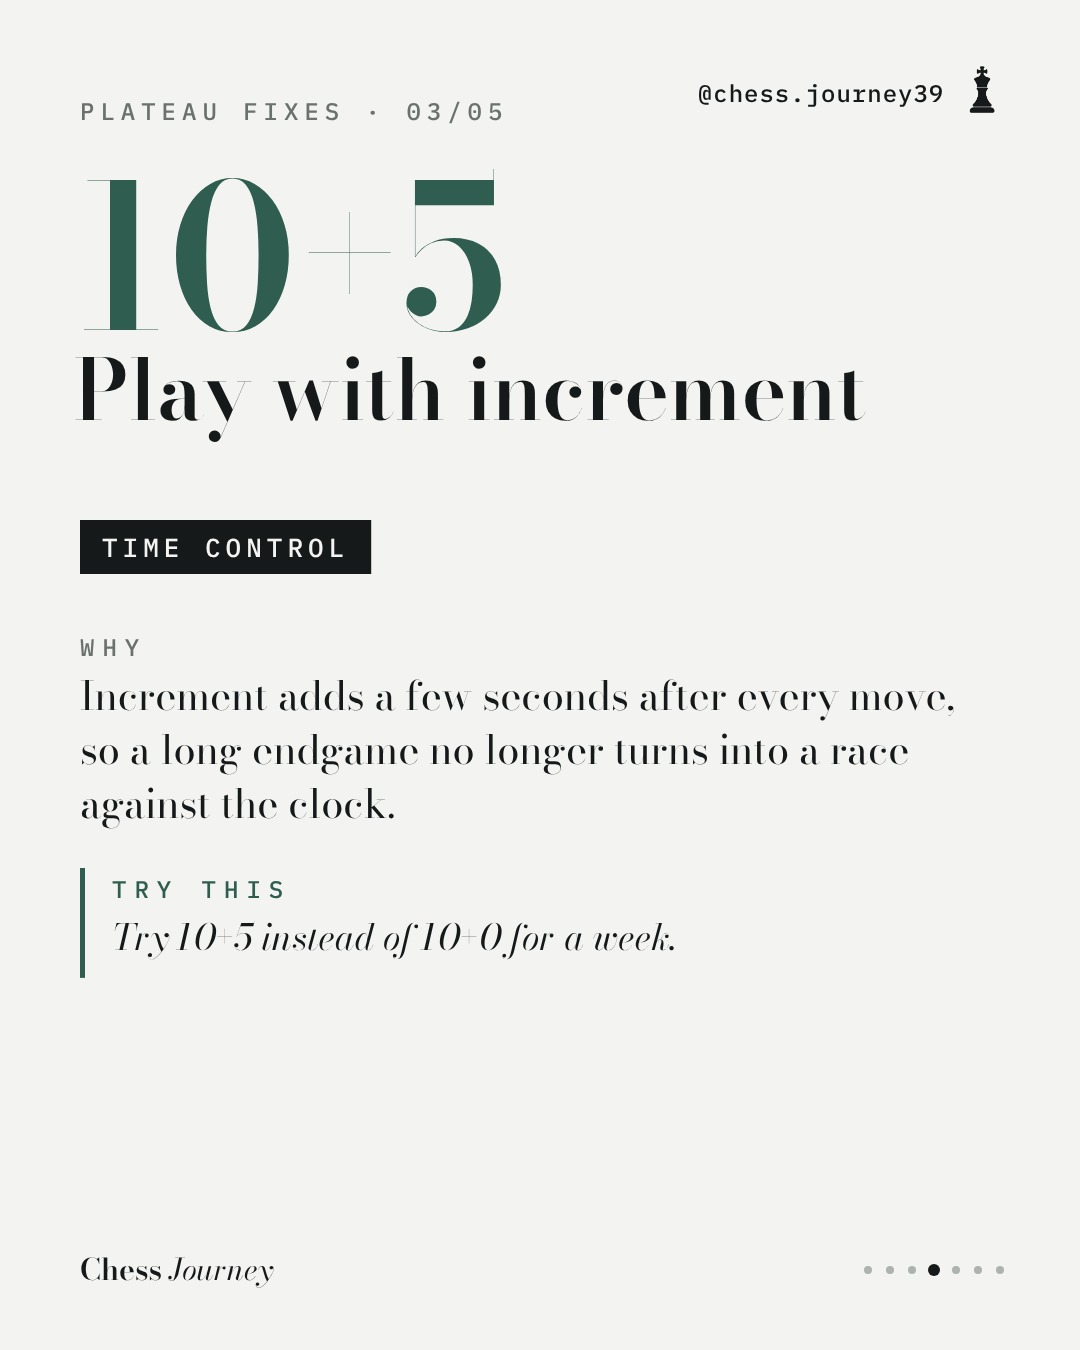 PLATEAU FIXES · 03/05
@chess.journey39
10+5
Play with increment
TIME CONTROL
WHY
Increment adds a few seconds after every move,
so a long endgame no longer turns into a race
against the clock.
TRY THIS
Try 10+5 instead of 10+0 for a week.
Chess Journey